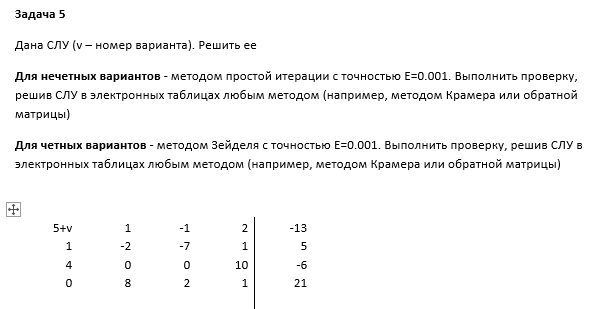 Задача 5
Дана СЛУ (v – номер варианта). Решить ее
Для нечетных вариантов - методом простой итерации с точностью Е=0.001. Выполнить проверку,
решив СЛУ в электронных таблицах любым методом (например, методом Крамера или обратной
матрицы)
Для четных вариантов - методом Зейделя с точностью Е=0.001. Выполнить проверку, решив СЛУ в
электронных таблицах любым методом (например, методом Крамера или обратной матрицы)
5+v 1 -1 2 -13
1 -2 -7 1 5
4 0 0 10 -6
0 8 2 1 21